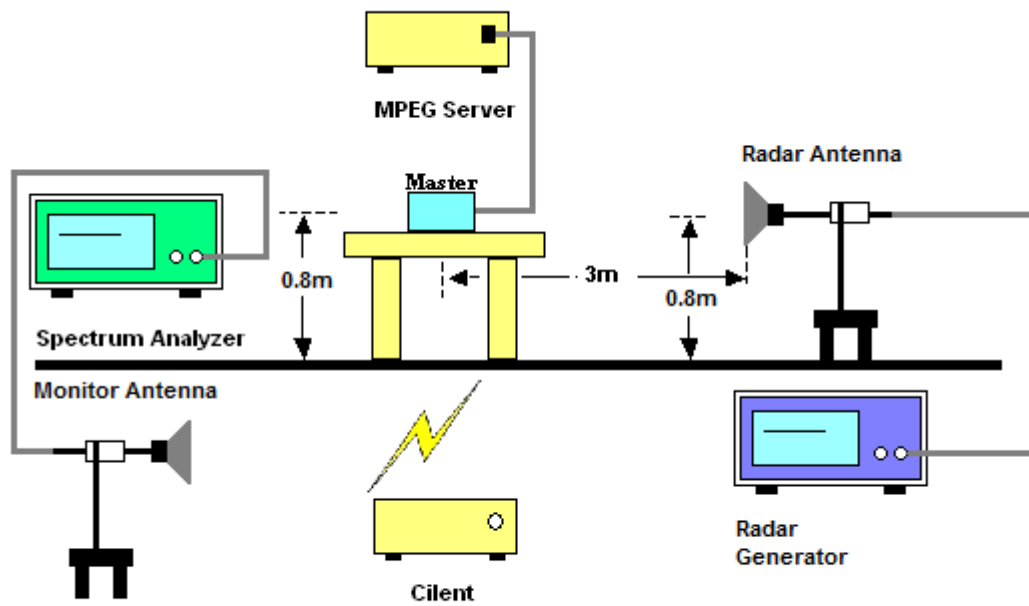 MPEG Server
Radar Antenna
Master
0.8m
3m
0.8m
Spectrum Analyzer
Monitor Antenna
Radar
Generator
Cilent